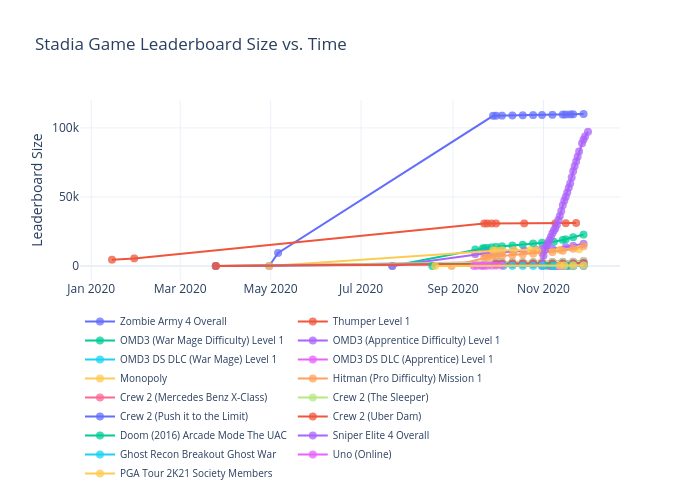 Stadia Game Leaderboard Size vs. Time
Leaderboard Size
100k
50k
0
Jan 2020 Mar 2020 May 2020 Jul 2020 Sep 2020 Nov 2020
Zombie Army 4 Overall Thumper Level 1
OMD3 (War Mage Difficulty) Level 1 OMD3 (Apprentice Difficulty) Level 1
OMD3 DS DLC (War Mage) Level 1 OMD3 DS DLC (Apprentice) Level 1
Monopoly Hitman (Pro Difficulty) Mission 1
Crew 2 (Mercedes Benz X-Class) Crew 2 (The Sleeper)
Crew 2 (Push it to the Limit) Crew 2 (Uber Dam)
Doom (2016) Arcade Mode The UAC Sniper Elite 4 Overall
Ghost Recon Breakout Ghost War Uno (Online)
PGA Tour 2K21 Society Members